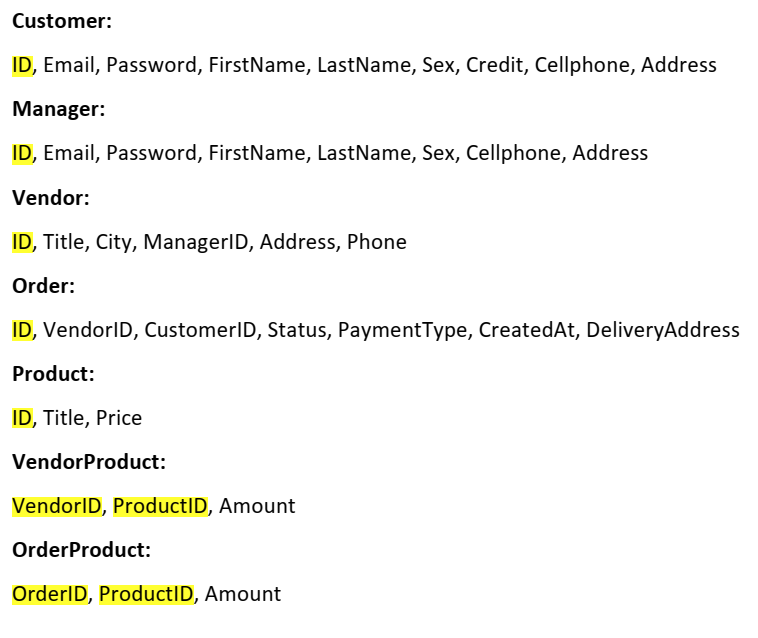 Customer:
ID, Email, Password, FirstName, LastName, Sex, Credit, Cellphone, Address
Manager:
ID, Email, Password, FirstName, LastName, Sex, Cellphone, Address
Vendor:
ID, Title, City, ManagerID, Address, Phone
Order:
ID, VendorID, CustomerID, Status, PaymentType, CreatedAt, DeliveryAddress
Product:
ID, Title, Price
VendorProduct:
VendorID, ProductID, Amount
OrderProduct:
OrderID, ProductID, Amount